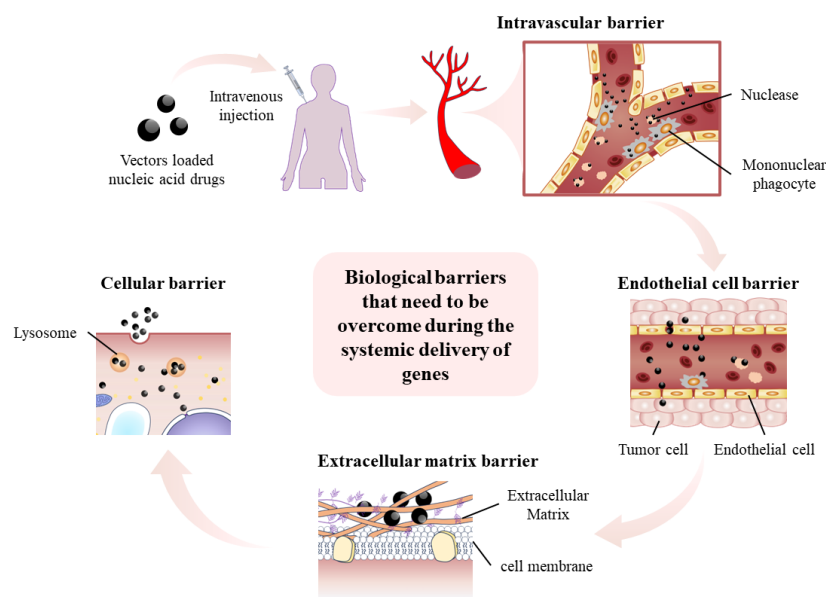 Intravascular barrier
Intravenous
injection
Vectors loaded
nucleic acid drugs
Nuclease
Mononuclear
phagocyte
Cellular barrier
Lysosome
Biological barriers
that need to be
overcome during the
systemic delivery of
genes
Endothelial cell barrier
Tumor cell
Endothelial cell
Extracellular matrix barrier
Extracellular
Matrix
cell membrane